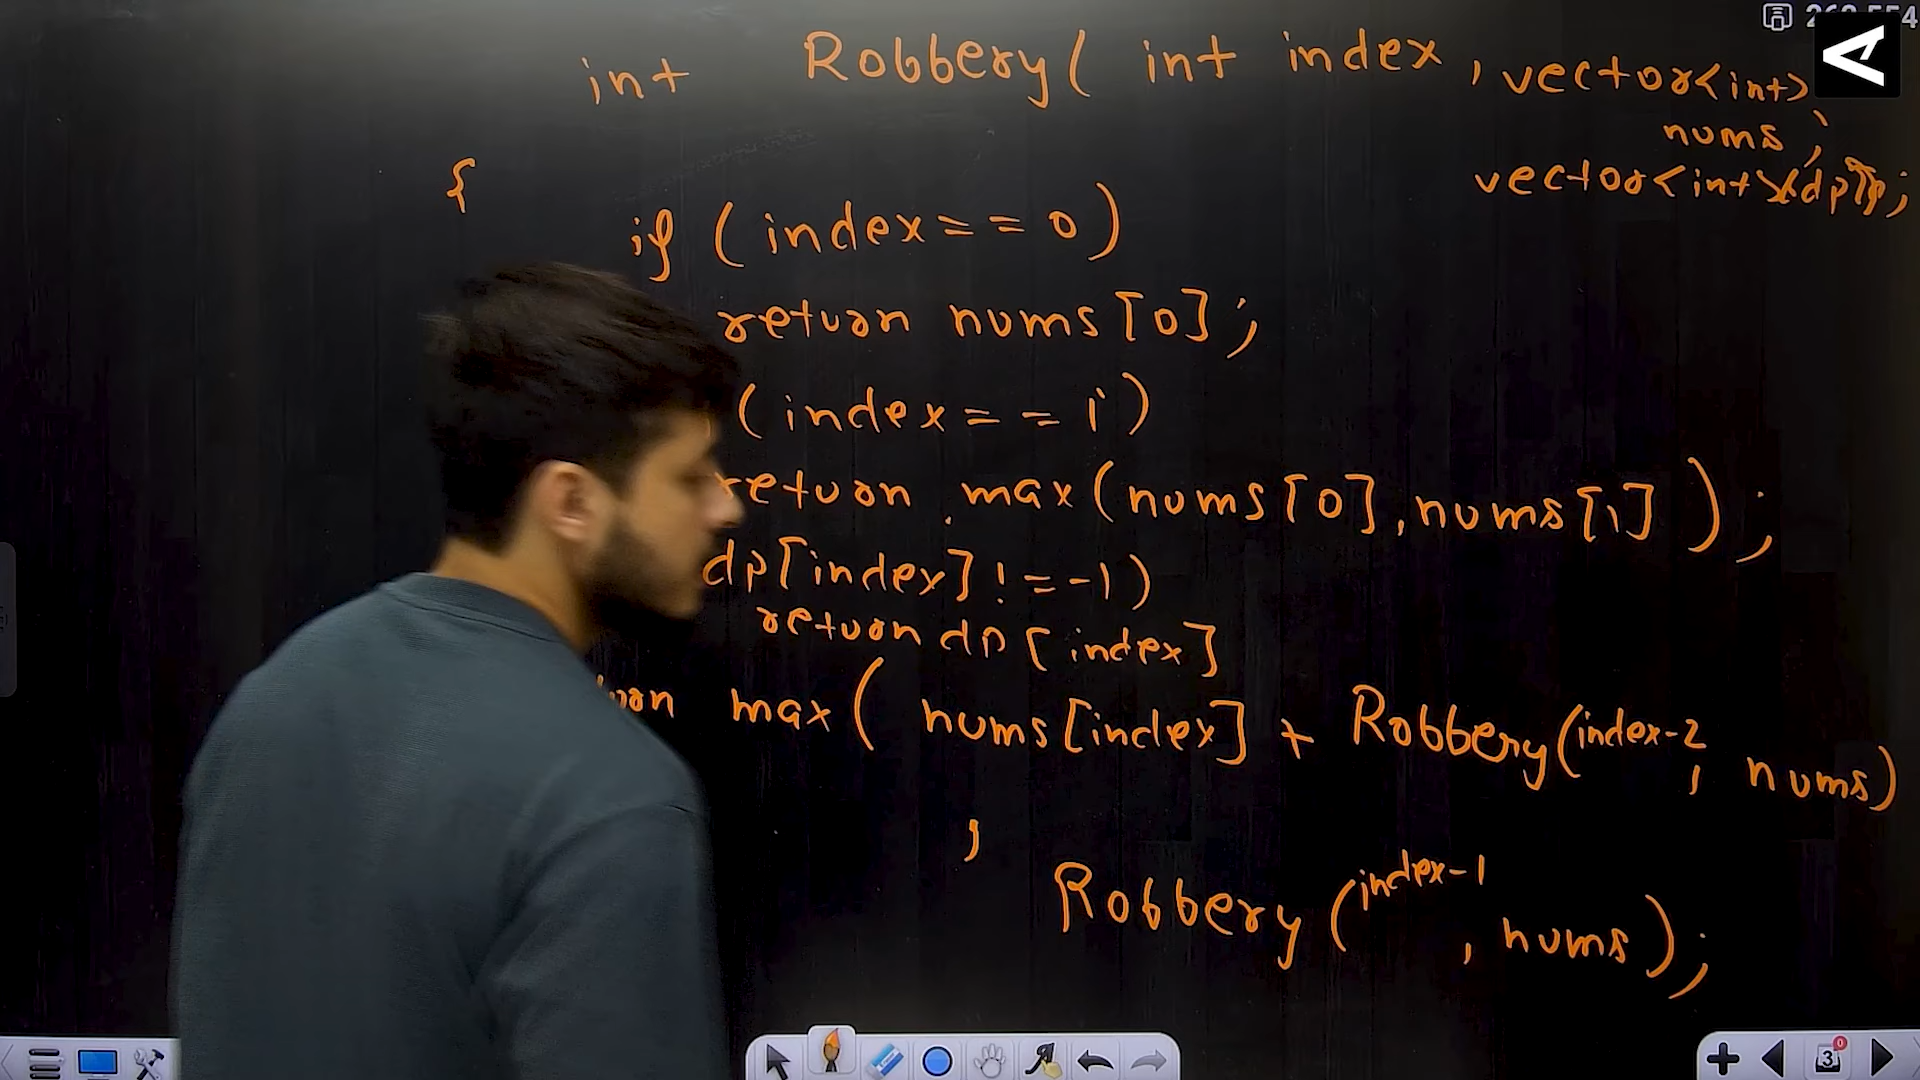 int Robbery( int index , vector<int>
nums ;
{
vector<int>
if (index==0)
return nums[0];
(index==1)
return max(nums[0],nums[1]);
dp[index]!=-1)
return dp[index]
max( nums[index] + Robbery(index-2, nums)
,
Robbery(index-1, nums);
3